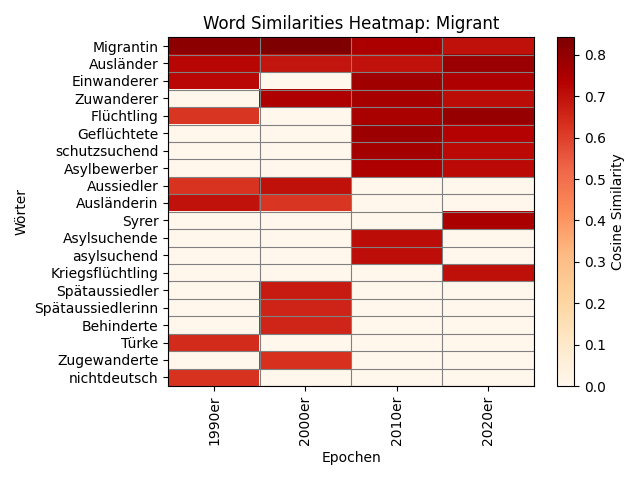 Word Similarities Heatmap: Migrant
Migrantin
Ausländer
Einwanderer
Zuwanderer
Flüchtling
Geflüchtete
schutzsuchend
Asylbewerber
Aussiedler
Ausländerin
Syrer
Asylsuchende
asylsuchend
Kriegsflüchtling
Spätaussiedler
Spätaussiedlerinn
Behinderte
Türke
Zugewanderte
nichtdeutsch
Wörter
1990er
2000er
2010er
2020er
Epochen
0.8
0.7
0.6
0.5
0.4
0.3
0.2
0.1
0.0
Cosine Similarity